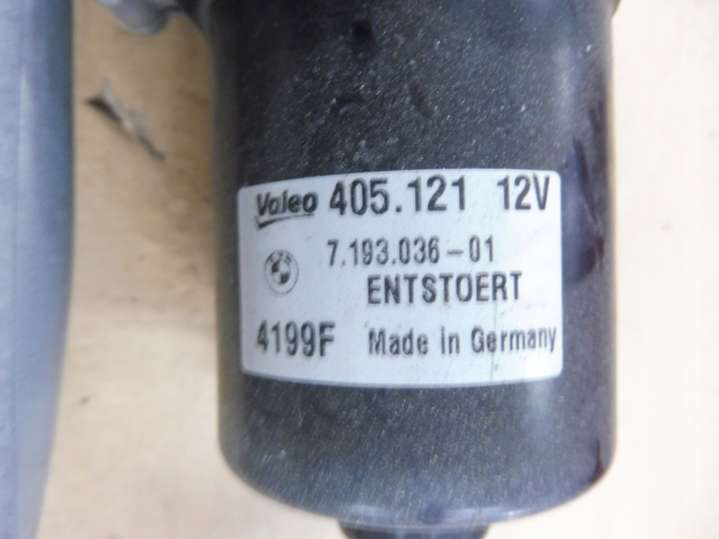 Valeo 405.121 12V
7.193.036-01
ENTSTOERT
4199F Made in Germany